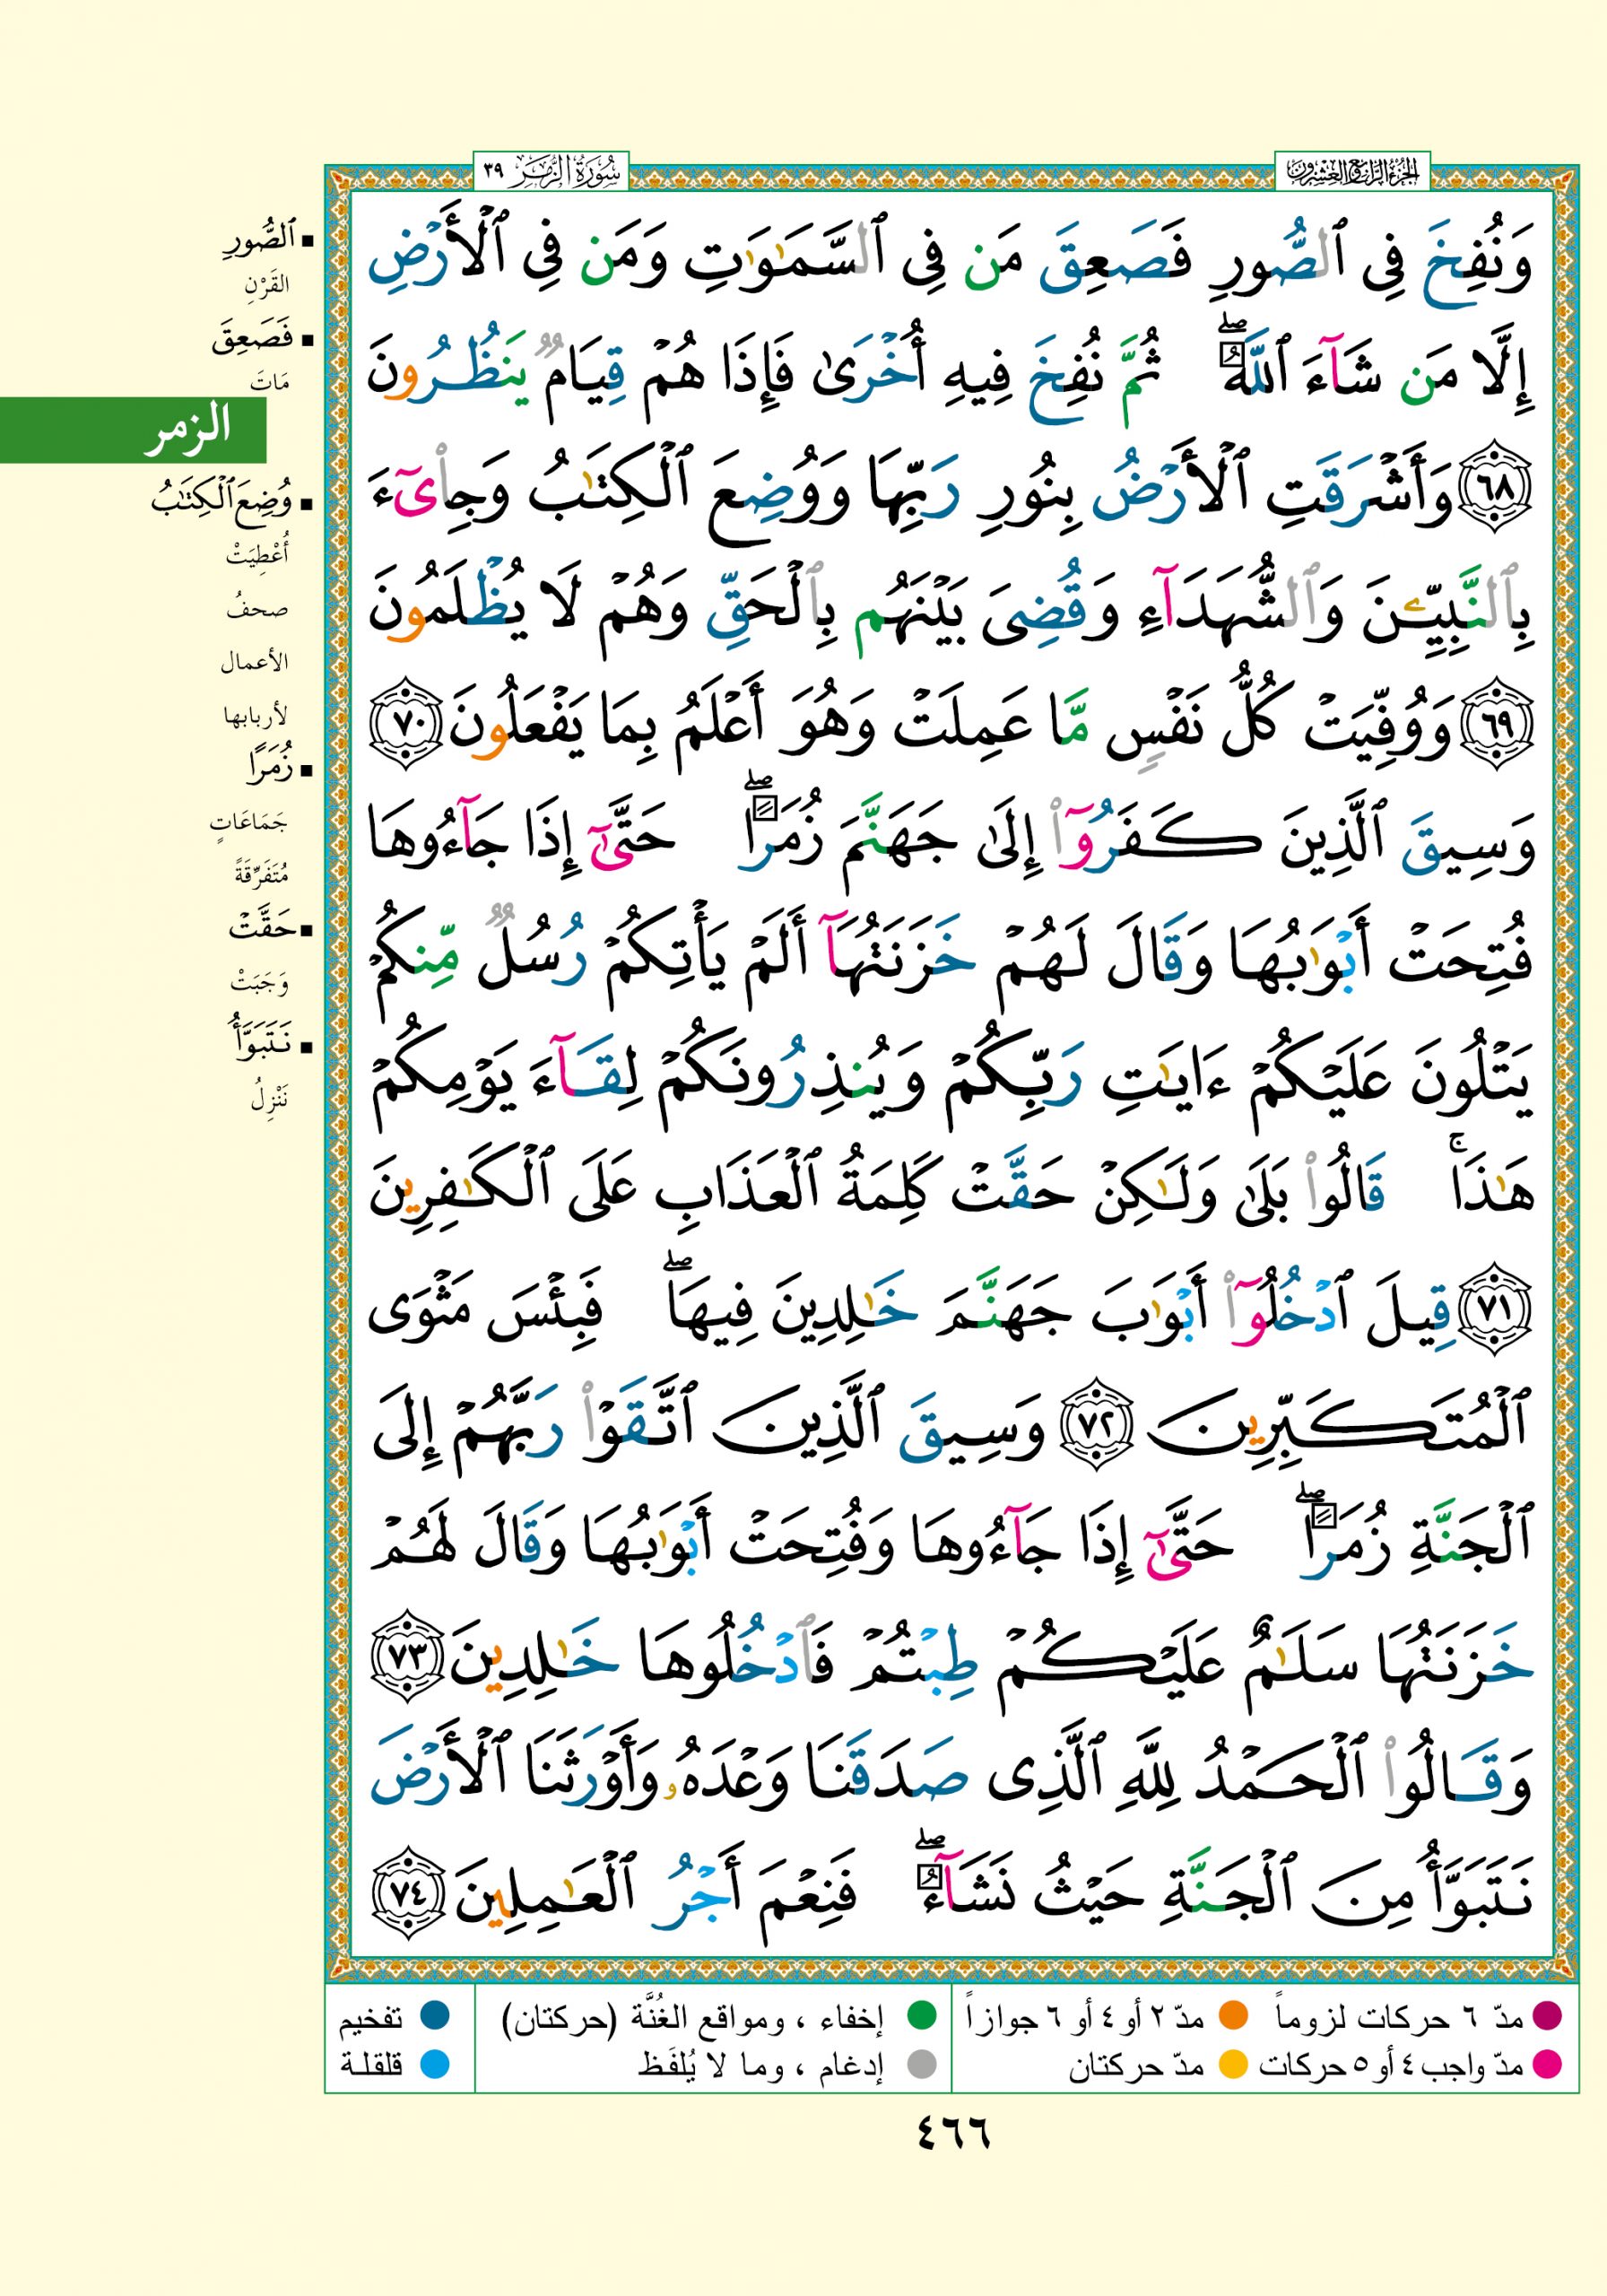 الجزء الرابع والعشرون
سورة الزمر ٣٩
وَنُفِخَ فِى ٱلصُّورِ فَصَعِقَ مَن فِى ٱلسَّمَـٰوَٰتِ وَمَن فِى ٱلْأَرْضِ
إِلَّا مَن شَآءَ ٱللَّهُ ۖ ثُمَّ نُفِخَ فِيهِ أُخْرَىٰ فَإِذَا هُمْ قِيَامٌ يَنظُرُونَ
﴿٦٨﴾ وَأَشْرَقَتِ ٱلْأَرْضُ بِنُورِ رَبِّهَا وَوُضِعَ ٱلْكِتَـٰبُ وَجِا۟ىٓءَ
بِٱلنَّبِيِّـۧنَ وَٱلشُّهَدَآءِ وَقُضِىَ بَيْنَهُم بِٱلْحَقِّ وَهُمْ لَا يُظْلَمُونَ
﴿٦٩﴾ وَوُفِّيَتْ كُلُّ نَفْسٍ مَّا عَمِلَتْ وَهُوَ أَعْلَمُ بِمَا يَفْعَلُونَ ﴿٧٠﴾
وَسِيقَ ٱلَّذِينَ كَفَرُوٓا۟ إِلَىٰ جَهَنَّمَ زُمَرًا ۖ حَتَّىٰٓ إِذَا جَآءُوهَا
فُتِحَتْ أَبْوَٰبُهَا وَقَالَ لَهُمْ خَزَنَتُهَآ أَلَمْ يَأْتِكُمْ رُسُلٌ مِّنكُمْ
يَتْلُونَ عَلَيْكُمْ ءَايَـٰتِ رَبِّكُمْ وَيُنذِرُونَكُمْ لِقَآءَ يَوْمِكُمْ
هَـٰذَا ۚ قَالُوا۟ بَلَىٰ وَلَـٰكِنْ حَقَّتْ كَلِمَةُ ٱلْعَذَابِ عَلَى ٱلْكَـٰفِرِينَ
﴿٧١﴾ قِيلَ ٱدْخُلُوٓا۟ أَبْوَٰبَ جَهَنَّمَ خَـٰلِدِينَ فِيهَا ۖ فَبِئْسَ مَثْوَى
ٱلْمُتَكَبِّرِينَ ﴿٧٢﴾ وَسِيقَ ٱلَّذِينَ ٱتَّقَوْا۟ رَبَّهُمْ إِلَى
ٱلْجَنَّةِ زُمَرًا ۖ حَتَّىٰٓ إِذَا جَآءُوهَا وَفُتِحَتْ أَبْوَٰبُهَا وَقَالَ لَهُمْ
خَزَنَتُهَا سَلَـٰمٌ عَلَيْكُمْ طِبْتُمْ فَٱدْخُلُوهَا خَـٰلِدِينَ ﴿٧٣﴾
وَقَالُوا۟ ٱلْحَمْدُ لِلَّهِ ٱلَّذِى صَدَقَنَا وَعْدَهُۥ وَأَوْرَثَنَا ٱلْأَرْضَ
نَتَبَوَّأُ مِنَ ٱلْجَنَّةِ حَيْثُ نَشَآءُ ۖ فَنِعْمَ أَجْرُ ٱلْعَـٰمِلِينَ ﴿٧٤﴾
▪ ٱلصُّورِ
القَرْنِ
▪ فَصَعِقَ
مَاتَ
الزمر
▪ وُضِعَ ٱلْكِتَـٰبُ
أُعْطِيَتْ
صحفُ
الأعمال
لأربابها
▪ زُمَرًا
جَمَاعَاتٍ
مُتَفَرِّقَةً
▪ حَقَّتْ
وَجَبَتْ
▪ نَتَبَوَّأُ
نَنْزِلُ
● مدّ ٦ حركات لزوماً ● مدّ ٢ أو ٤ أو ٦ جوازاً ● إخفاء ، ومواقع الغُنَّة (حركتان) ● تفخيم
● مدّ واجب ٤ أو ٥ حركات ● مدّ حركتان ● إدغام ، وما لا يُلفَظ ● قلقلة
٤٦٦